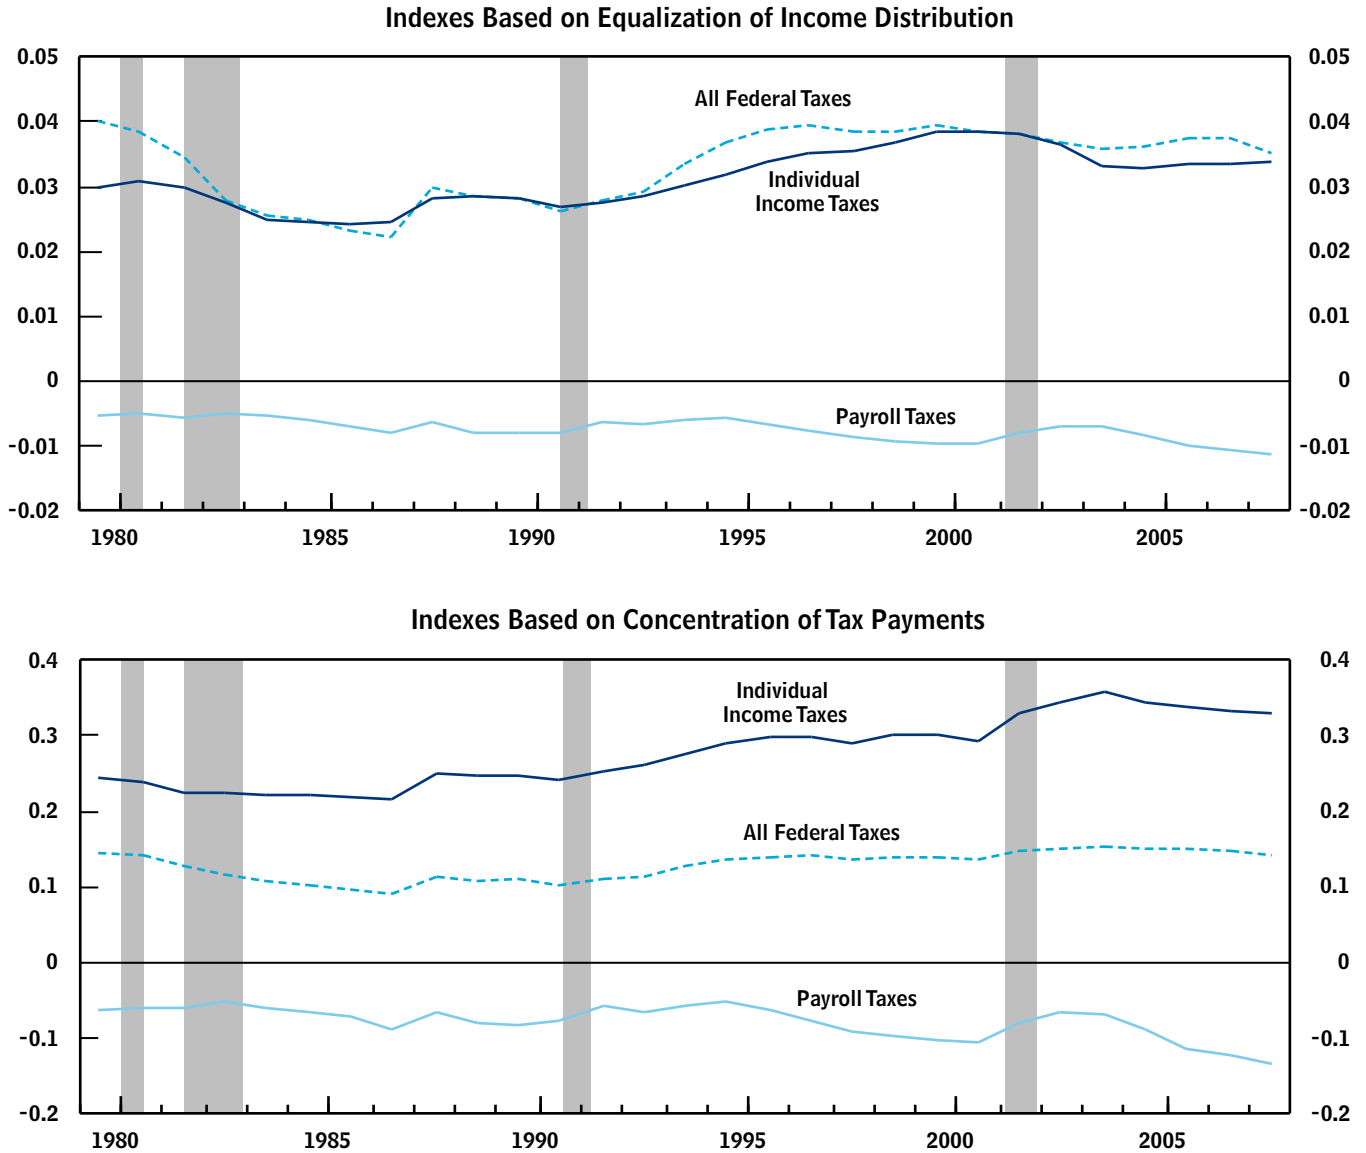 Indexes Based on Equalization of Income Distribution
0.05 0.05
All Federal Taxes
0.04 0.04
0.03 0.03
Individual
Income Taxes
0.02 0.02
0.01 0.01
0 0
Payroll Taxes
-0.01 -0.01
-0.02 -0.02
1980 1985 1990 1995 2000 2005
Indexes Based on Concentration of Tax Payments
0.4 0.4
Individual
Income Taxes
0.3 0.3
0.2 0.2
All Federal Taxes
0.1 0.1
0 0
Payroll Taxes
-0.1 -0.1
-0.2 -0.2
1980 1985 1990 1995 2000 2005